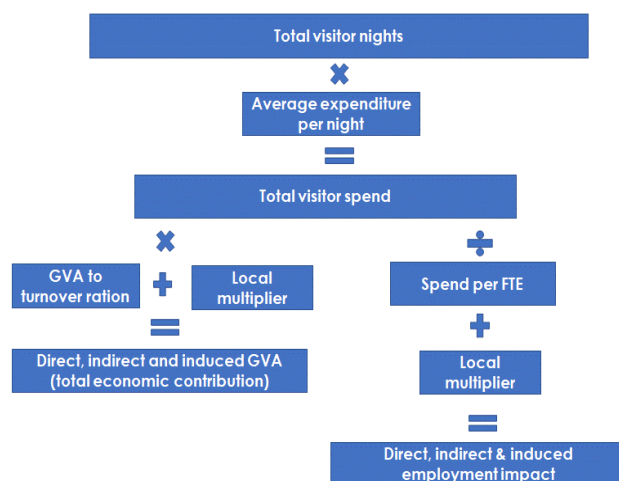 Total visitor nights
×
Average expenditure
per night
=
Total visitor spend
×
÷
GVA to
turnover ration
+
Local
multiplier
Spend per FTE
=
+
Direct, indirect and induced GVA
(total economic contribution)
Local
multiplier
=
Direct, indirect & induced
employment impact